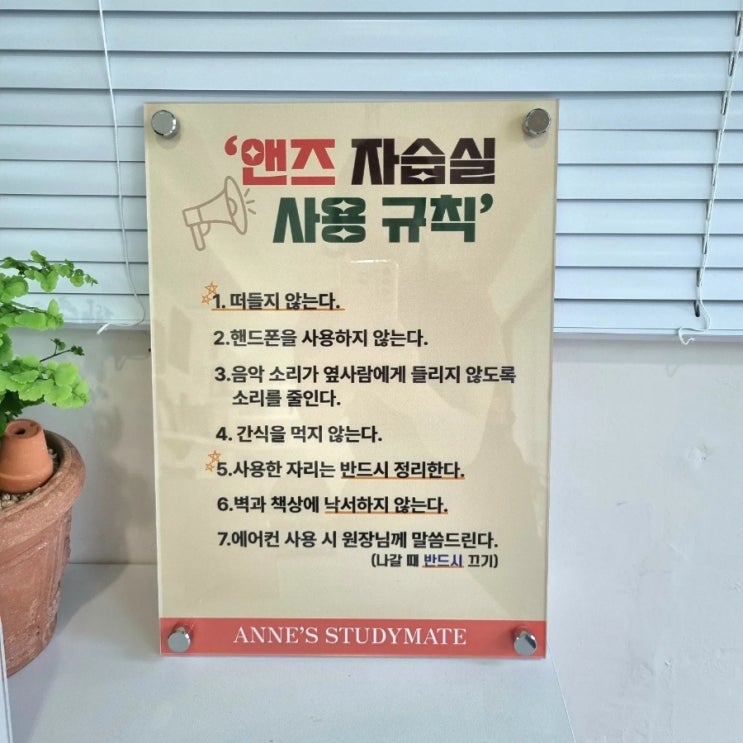 ‘앤즈 자습실
사용 규칙’
1. 떠들지 않는다.
2.핸드폰을 사용하지 않는다.
3.음악 소리가 옆사람에게 들리지 않도록
소리를 줄인다.
4. 간식을 먹지 않는다.
5.사용한 자리는 반드시 정리한다.
6.벽과 책상에 낙서하지 않는다.
7.에어컨 사용 시 원장님께 말씀드린다.
(나갈 때 반드시 끄기)
ANNE'S STUDYMATE